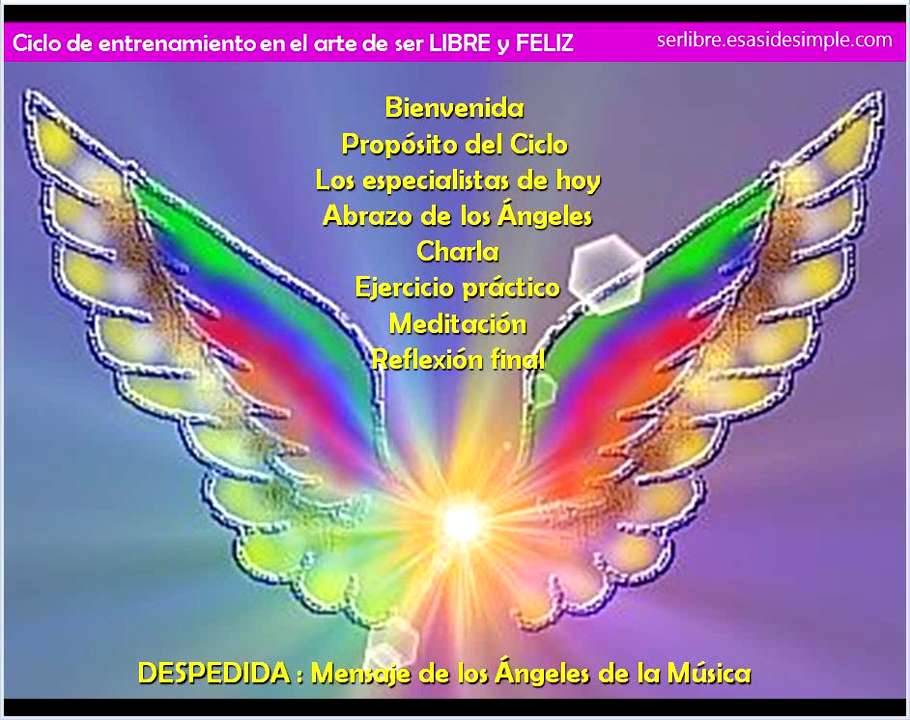 Ciclo de entrenamiento en el arte de ser LIBRE y FELIZ
serlibre.esasidesimple.com
Bienvenida
Propósito del Ciclo
Los especialistas de hoy
Abrazo de los Ángeles
Charla
Ejercicio práctico
Meditación
Reflexión final
DESPEDIDA : Mensaje de los Ángeles de la Música